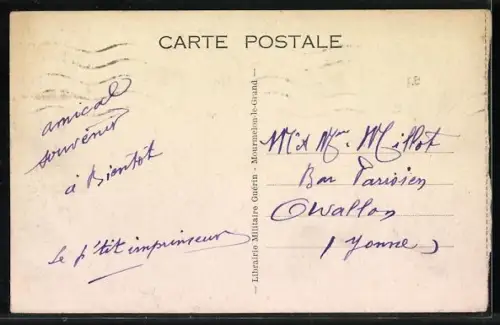 CARTE POSTALE
amical
souvenir
à bientôt
Le p'tit imprimeur
Librairie Militaire Guérin - Mourmelon-le-Grand
M et Mme Millot
Bar Parisien
Avallon
(Yonne)